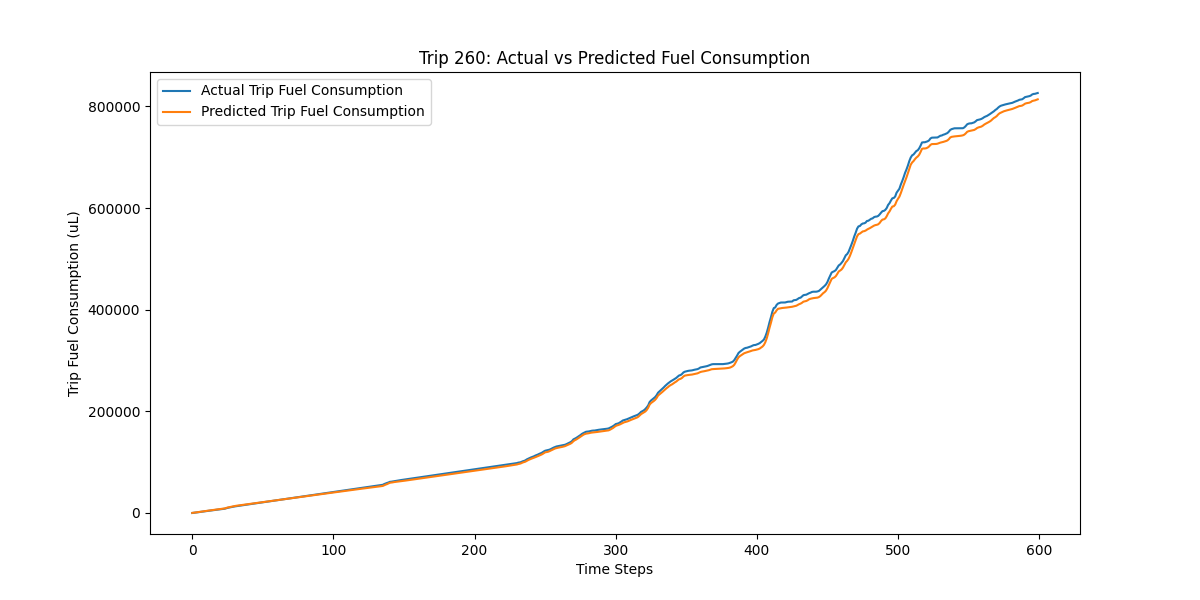 Trip 260: Actual vs Predicted Fuel Consumption
Actual Trip Fuel Consumption
Predicted Trip Fuel Consumption
Trip Fuel Consumption (uL)
800000
600000
400000
200000
0
0 100 200 300 400 500 600
Time Steps